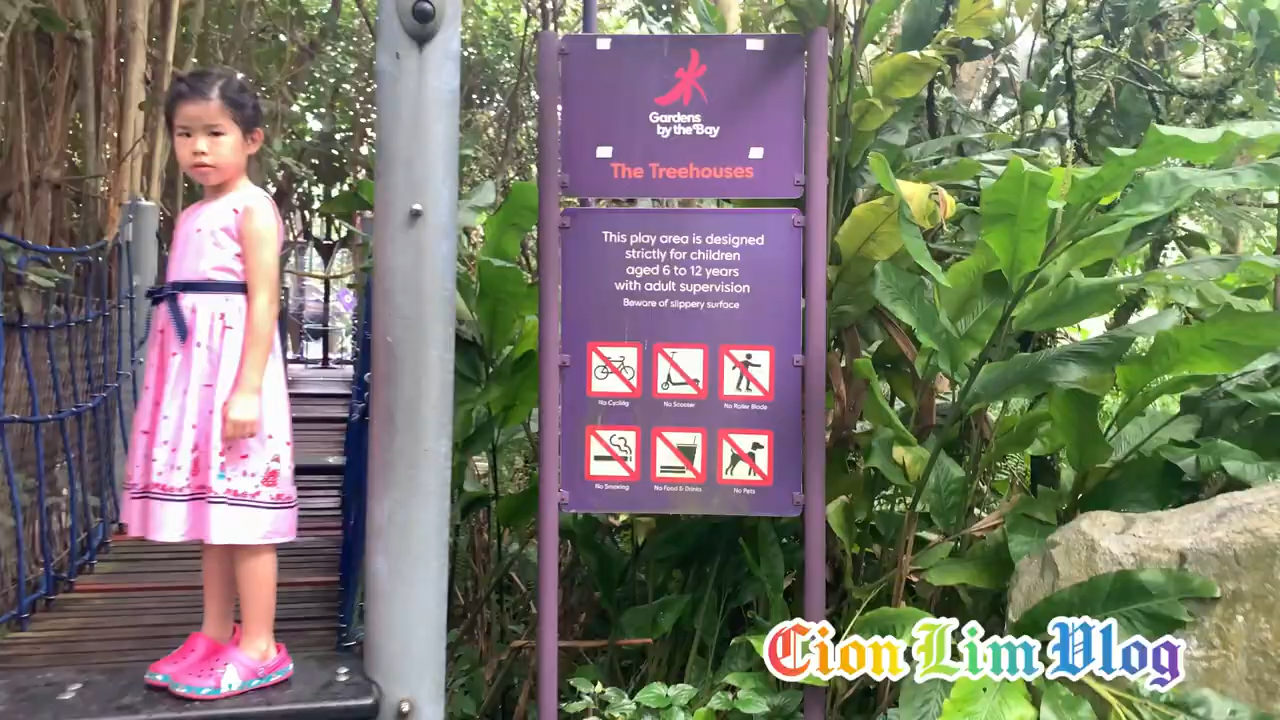 Gardens
by the Bay
The Treehouses
This play area is designed
strictly for children
aged 6 to 12 years
with adult supervision
Beware of slippery surface
No Cycling
No Scooter
No Roller Blade
No Smoking
No Food & Drinks
No Pets
Cion Lim Vlog